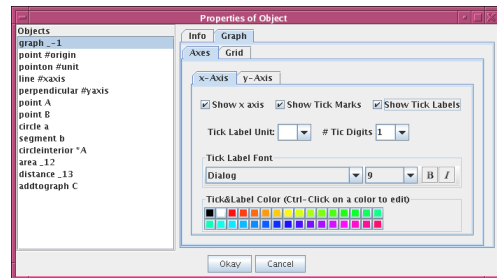 Properties of Object
Objects
graph _-1
point #origin
pointon #unit
line #xaxis
perpendicular #yaxis
point A
point B
circle a
segment b
circleinterior *A
area _12
distance _13
addtograph C
Info Graph
Axes Grid
x-Axis y-Axis
Show x axis Show Tick Marks Show Tick Labels
Tick Label Unit: # Tic Digits 1
Tick Label Font
Dialog 9 B I
Tick&Label Color (Ctrl-Click on a color to edit)
Okay Cancel